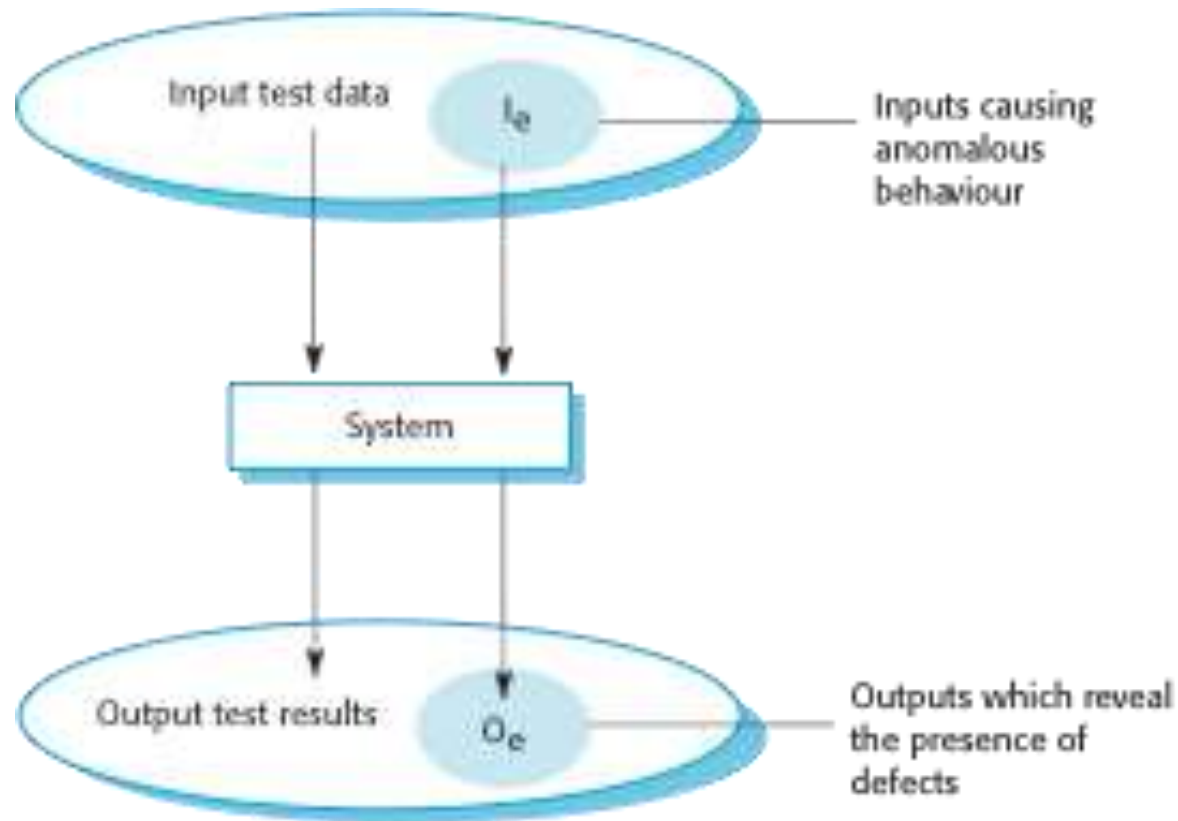 Input test data
Ie
Inputs causing
anomalous
behaviour
System
Output test results
Oe
Outputs which reveal
the presence of
defects